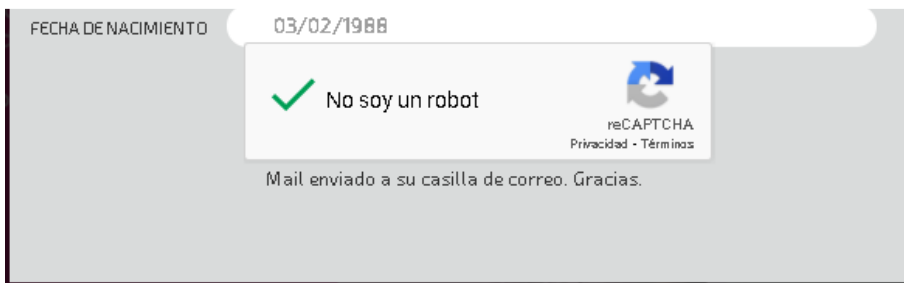 FECHA DE NACIMIENTO 03/02/1988
No soy un robot
reCAPTCHA
Privacidad - Términos
Mail enviado a su casilla de correo. Gracias.